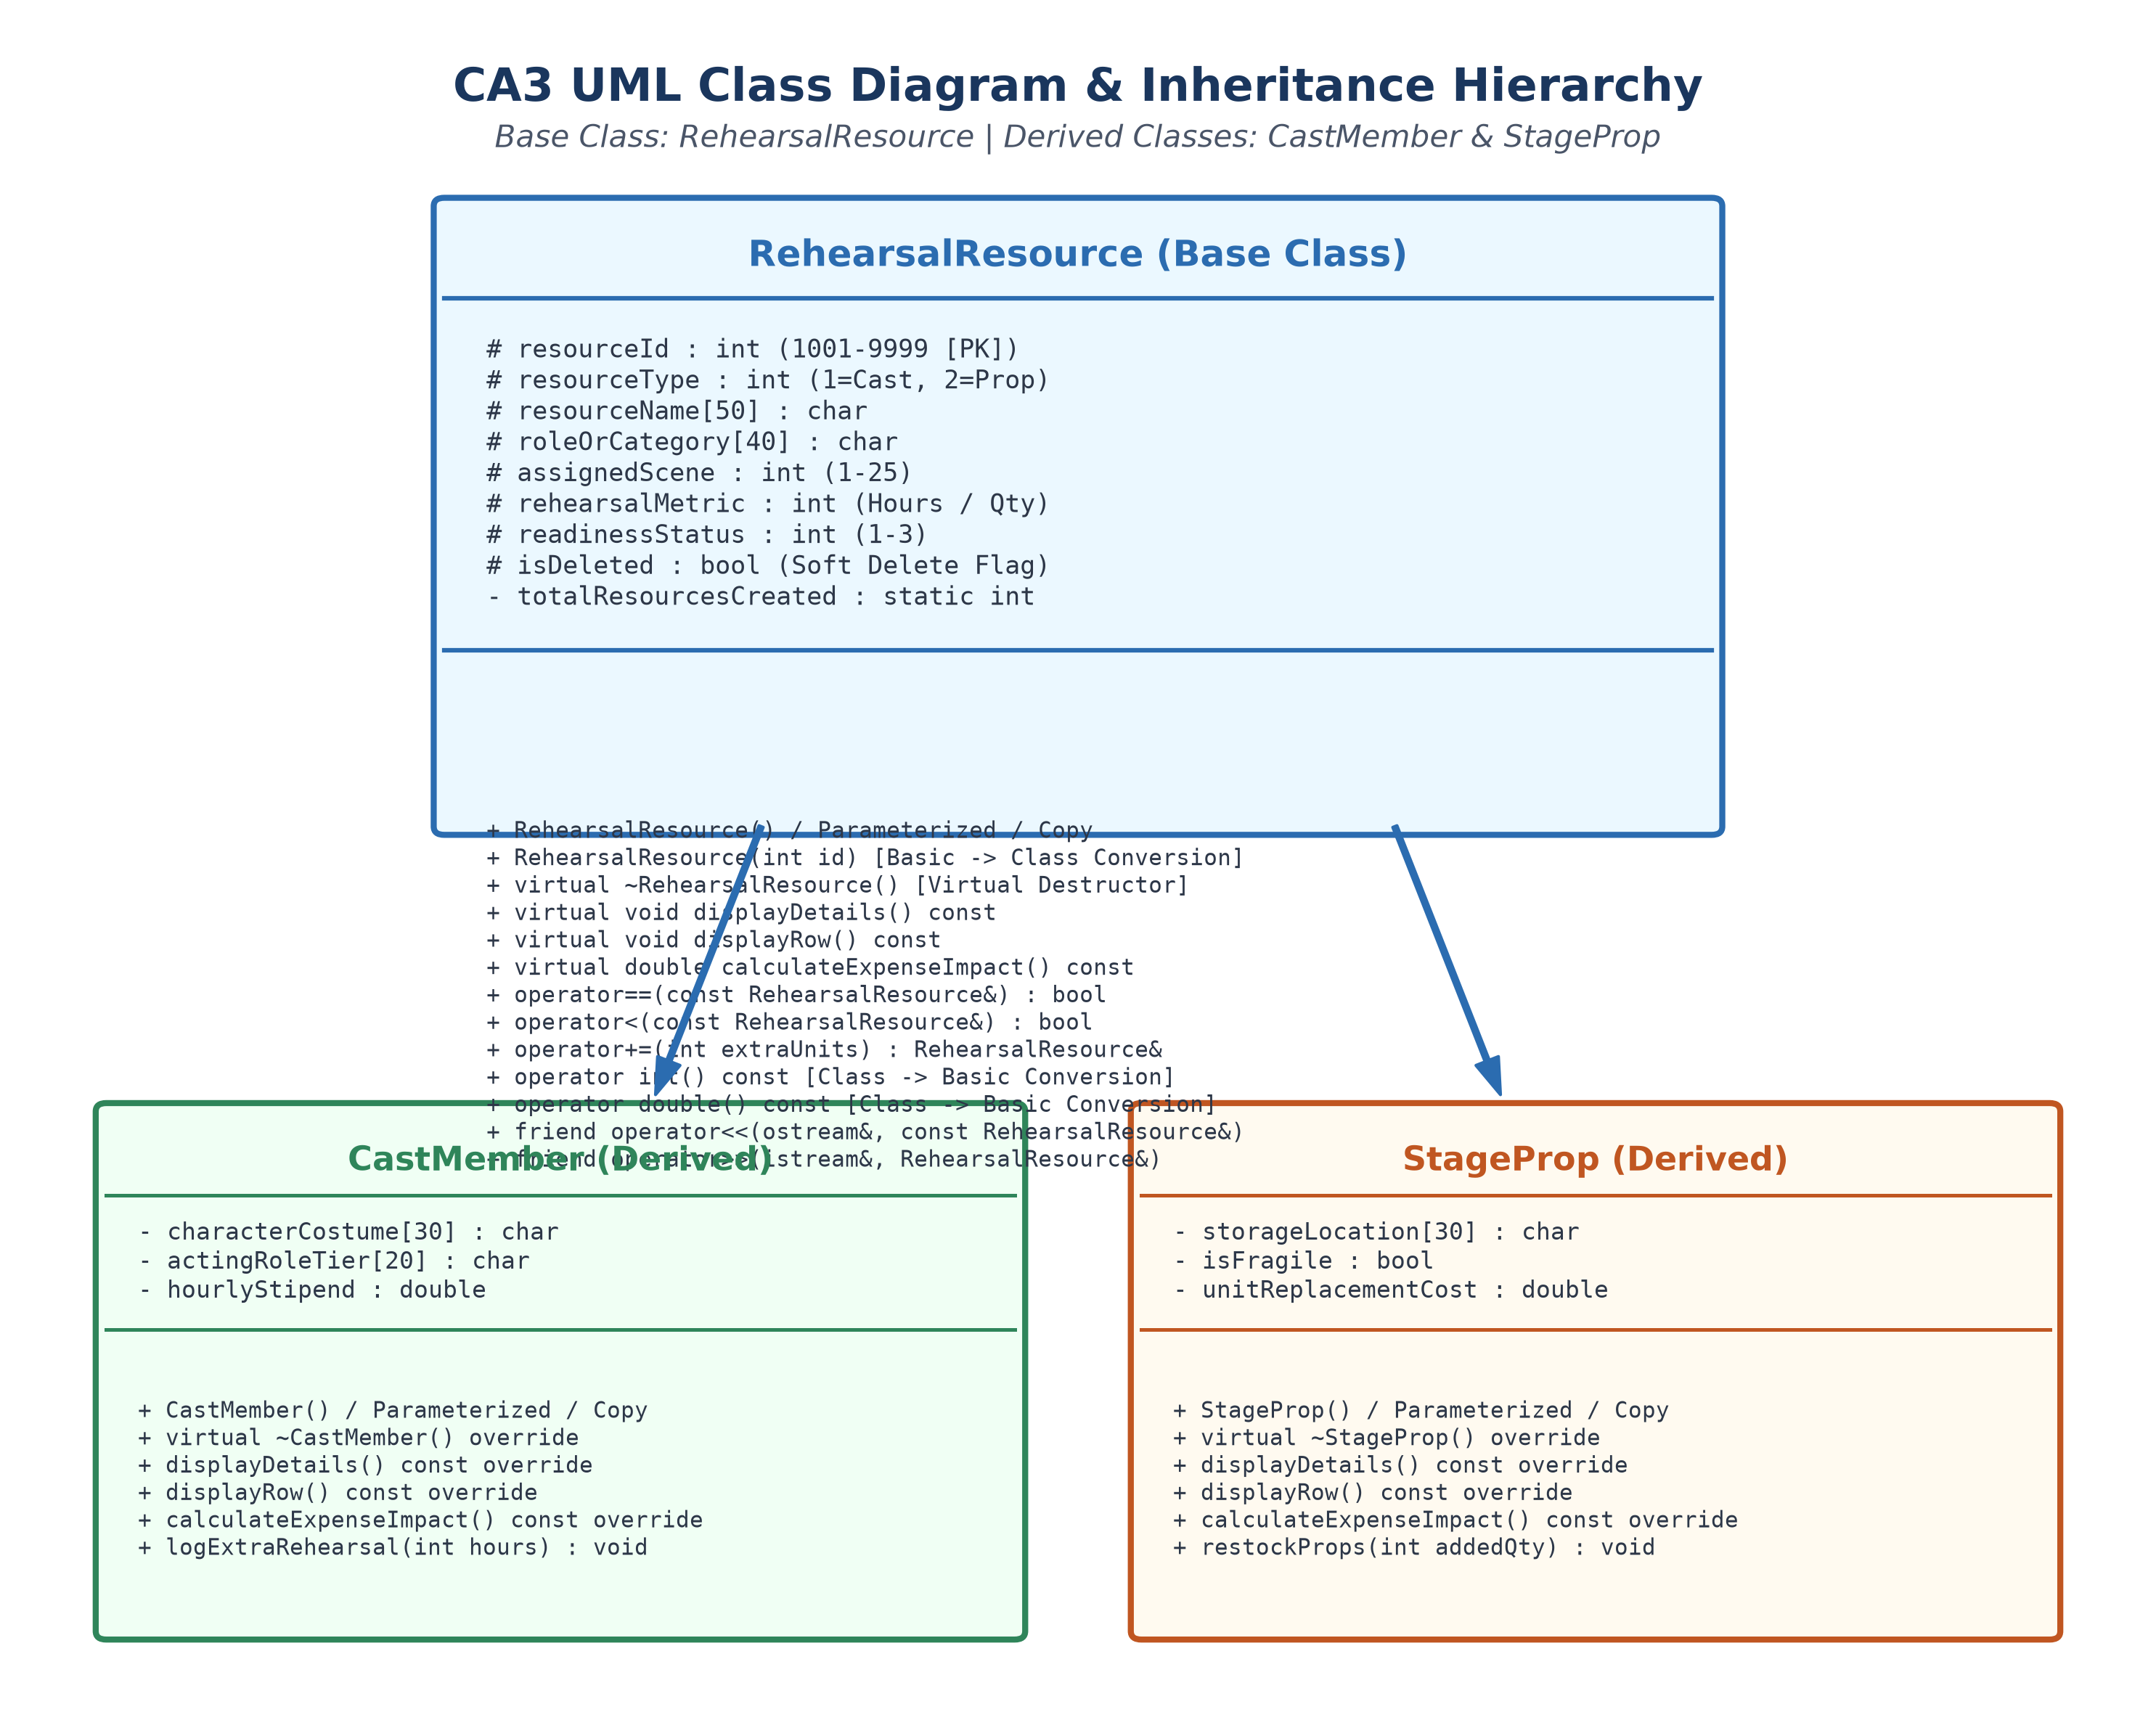 CA3 UML Class Diagram & Inheritance Hierarchy
Base Class: RehearsalResource | Derived Classes: CastMember & StageProp
RehearsalResource (Base Class)
# resourceId : int (1001-9999 [PK])
# resourceType : int (1=Cast, 2=Prop)
# resourceName[50] : char
# roleOrCategory[40] : char
# assignedScene : int (1-25)
# rehearsalMetric : int (Hours / Qty)
# readinessStatus : int (1-3)
# isDeleted : bool (Soft Delete Flag)
- totalResourcesCreated : static int
+ RehearsalResource() / Parameterized / Copy
+ RehearsalResource(int id) [Basic -> Class Conversion]
+ virtual ~RehearsalResource() [Virtual Destructor]
+ virtual void displayDetails() const
+ virtual void displayRow() const
+ virtual double calculateExpenseImpact() const
+ operator==(const RehearsalResource&) : bool
+ operator<(const RehearsalResource&) : bool
+ operator+=(int extraUnits) : RehearsalResource&
+ operator int() const [Class -> Basic Conversion]
+ operator double() const [Class -> Basic Conversion]
+ friend operator<<(ostream&, const RehearsalResource&)
+ friend operator>>(istream&, RehearsalResource&)
CastMember (Derived)
- characterCostume[30] : char
- actingRoleTier[20] : char
- hourlyStipend : double
+ CastMember() / Parameterized / Copy
+ virtual ~CastMember() override
+ displayDetails() const override
+ displayRow() const override
+ calculateExpenseImpact() const override
+ logExtraRehearsal(int hours) : void
StageProp (Derived)
- storageLocation[30] : char
- isFragile : bool
- unitReplacementCost : double
+ StageProp() / Parameterized / Copy
+ virtual ~StageProp() override
+ displayDetails() const override
+ displayRow() const override
+ calculateExpenseImpact() const override
+ restockProps(int addedQty) : void